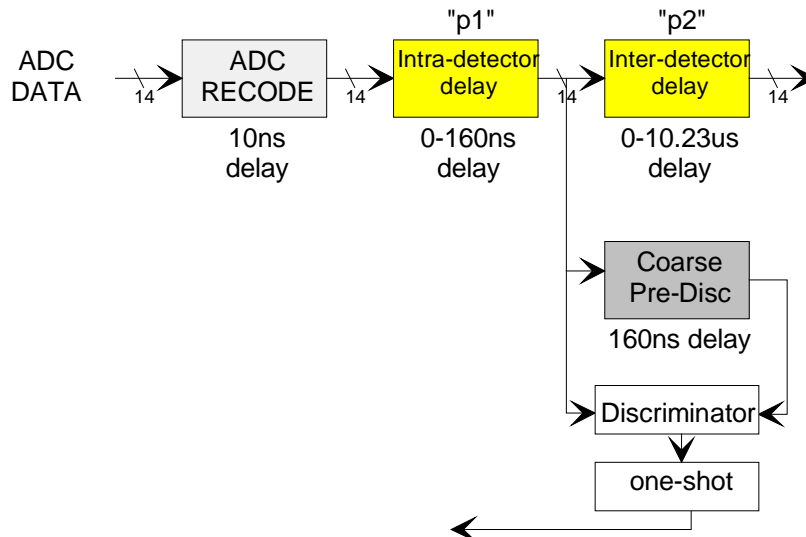 "p1"
"p2"
ADC
DATA
14
ADC
RECODE
10ns
delay
14
Intra-detector
delay
0-160ns
delay
14
Inter-detector
delay
0-10.23us
delay
14
Coarse
Pre-Disc
160ns delay
Discriminator
one-shot